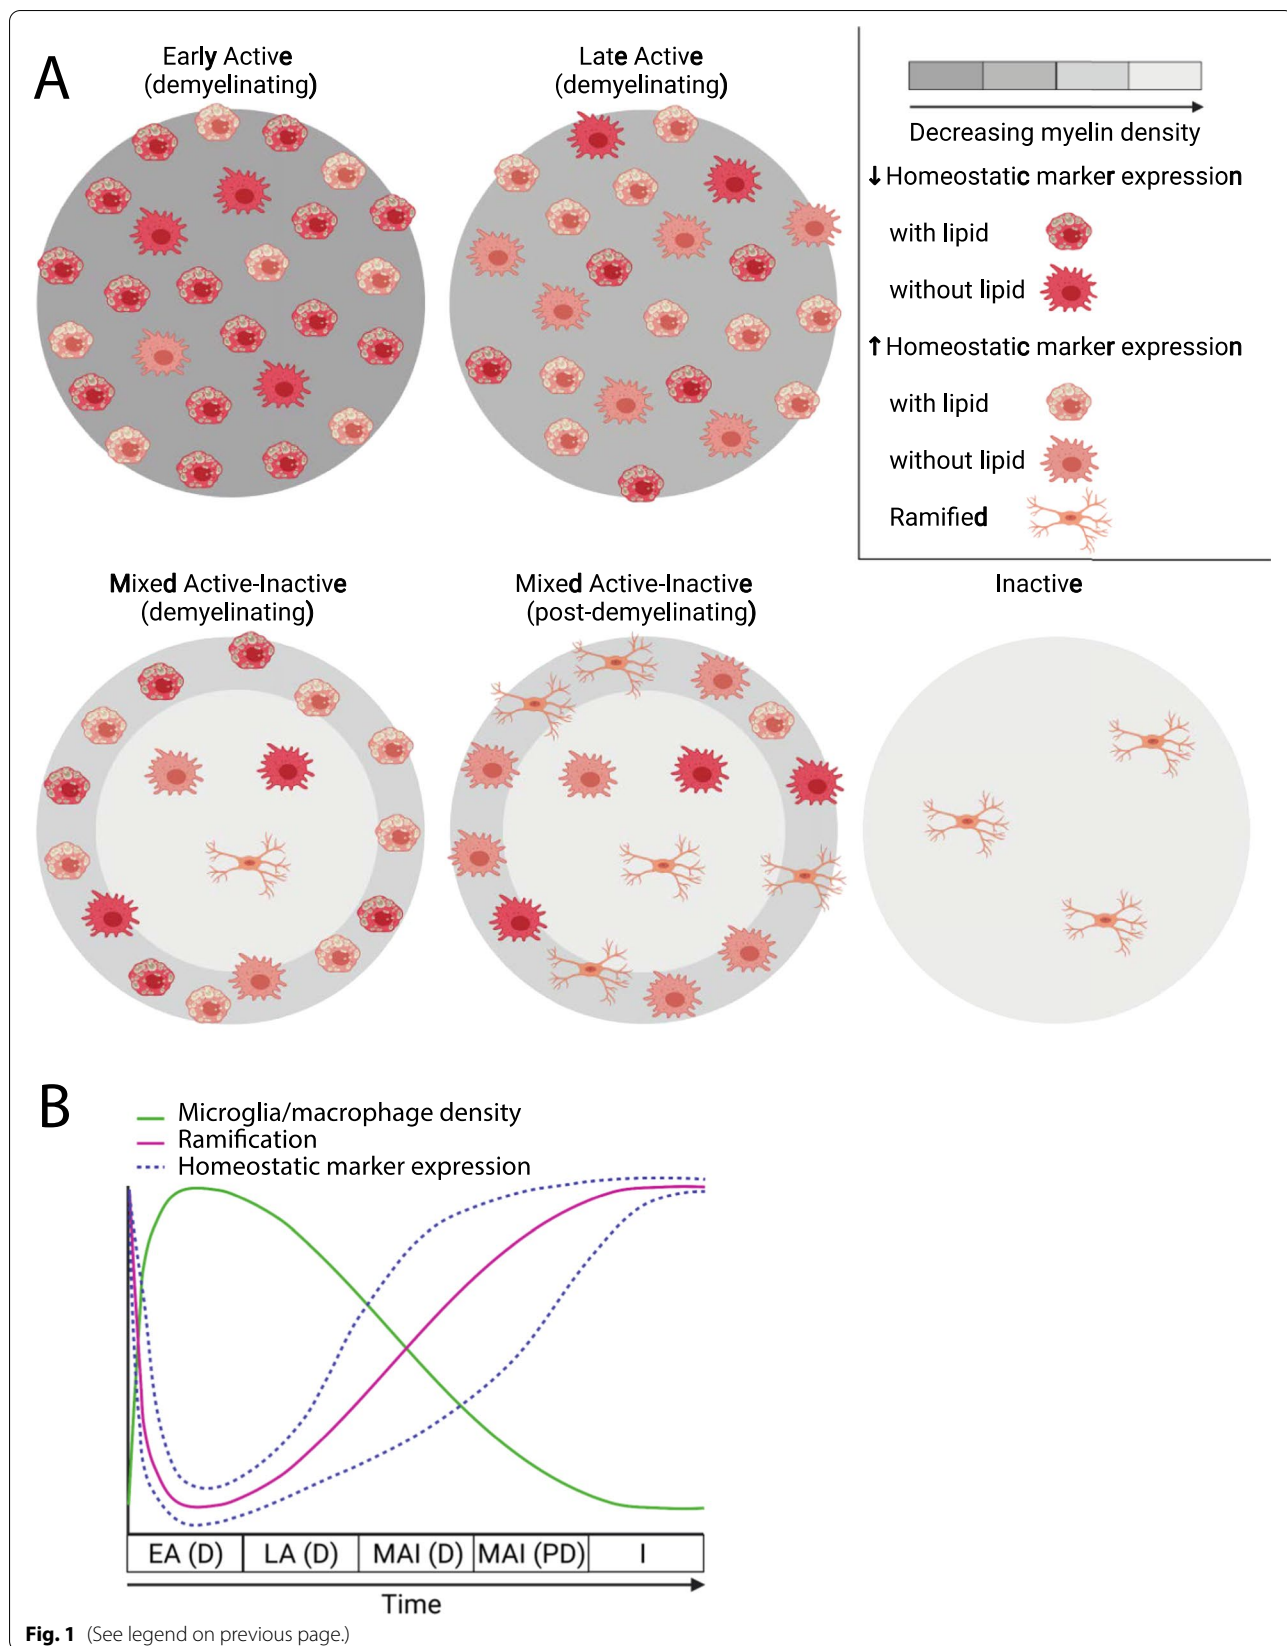 A
Early Active
(demyelinating)
Late Active
(demyelinating)
Decreasing myelin density
↓Homeostatic marker expression
with lipid
without lipid
↑Homeostatic marker expression
with lipid
without lipid
Ramified
Mixed Active-Inactive
(demyelinating)
Mixed Active-Inactive
(post-demyelinating)
Inactive
B
Microglia/macrophage density
Ramification
Homeostatic marker expression
EA (D) LA (D) MAI (D) MAI (PD) I
Time
Fig. 1 (See legend on previous page.)